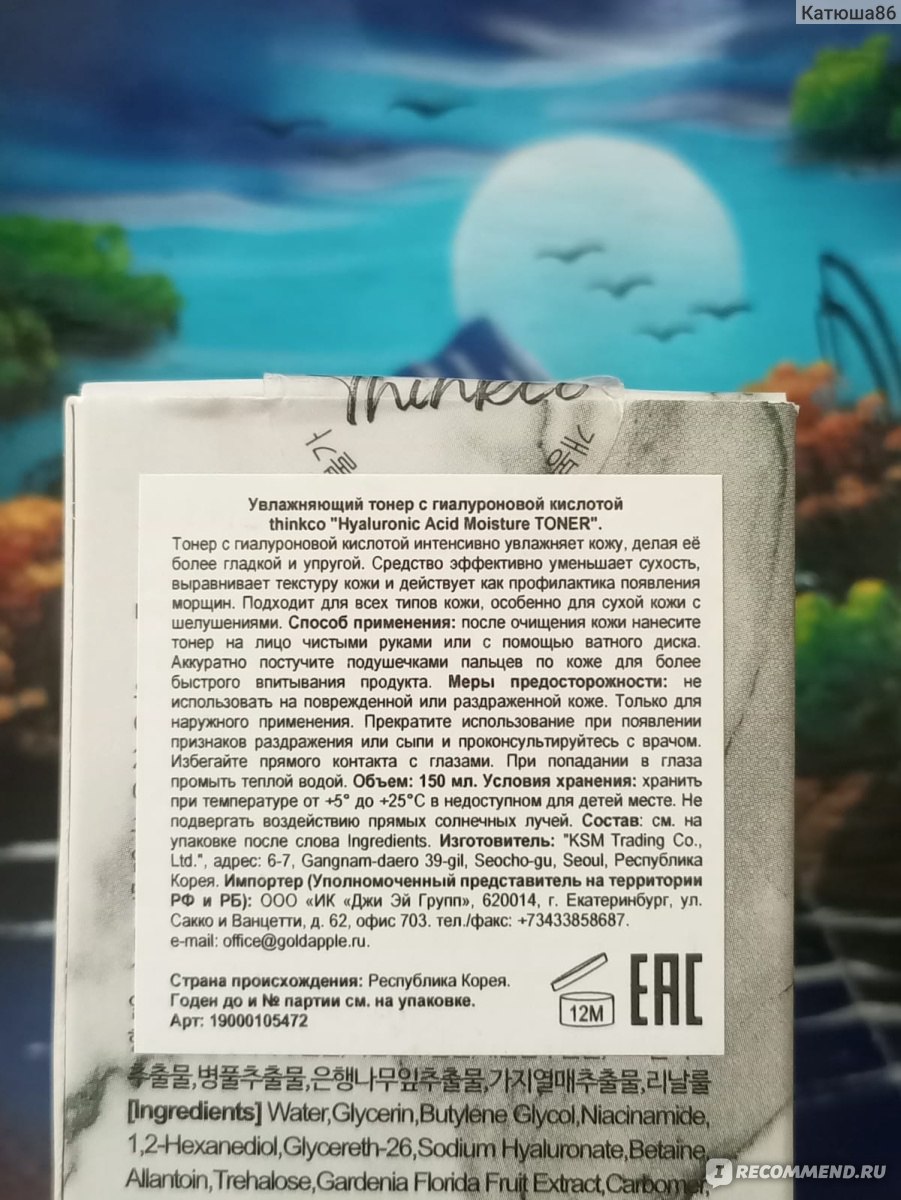 Катюша86
Thinkco
Увлажняющий тонер с гиалуроновой кислотой
thinkco "Hyaluronic Acid Moisture TONER".
Тонер с гиалуроновой кислотой интенсивно увлажняет кожу, делая её
более гладкой и упругой. Средство эффективно уменьшает сухость,
выравнивает текстуру кожи и действует как профилактика появления
морщин. Подходит для всех типов кожи, особенно для сухой кожи с
шелушениями. Способ применения: после очищения кожи нанесите
тонер на лицо чистыми руками или с помощью ватного диска.
Аккуратно постучите подушечками пальцев по коже для более
быстрого впитывания продукта. Меры предосторожности: не
использовать на поврежденной или раздраженной коже. Только для
наружного применения. Прекратите использование при появлении
признаков раздражения или сыпи и проконсультируйтесь с врачом.
Избегайте прямого контакта с глазами. При попадании в глаза
промыть теплой водой. Объем: 150 мл. Условия хранения: хранить
при температуре от +5° до +25°С в недоступном для детей месте. Не
подвергать воздействию прямых солнечных лучей. Состав: см. на
упаковке после слова Ingredients. Изготовитель: "KSM Trading Co.,
Ltd.", адрес: 6-7, Gangnam-daero 39-gil, Seocho-gu, Seoul, Республика
Корея. Импортер (Уполномоченный представитель на территории
РФ и РБ): ООО «ИК «Джи Эй Групп», 620014, г. Екатеринбург, ул.
Сакко и Ванцетти, д. 62, офис 703. тел./факс: +73433858687.
e-mail: office@goldapple.ru.
Страна происхождения: Республика Корея.
Годен до и № партии см. на упаковке.
Арт: 19000105472
12M
EAC
추출물,병풀추출물,은행나무잎추출물,가지열매추출물,리날룰
[Ingredients] Water,Glycerin,Butylene Glycol,Niacinamide,
1,2-Hexanediol,Glycereth-26,Sodium Hyaluronate,Betaine,
Allantoin,Trehalose,Gardenia Florida Fruit Extract,Carbomer,
IRECOMMEND.RU